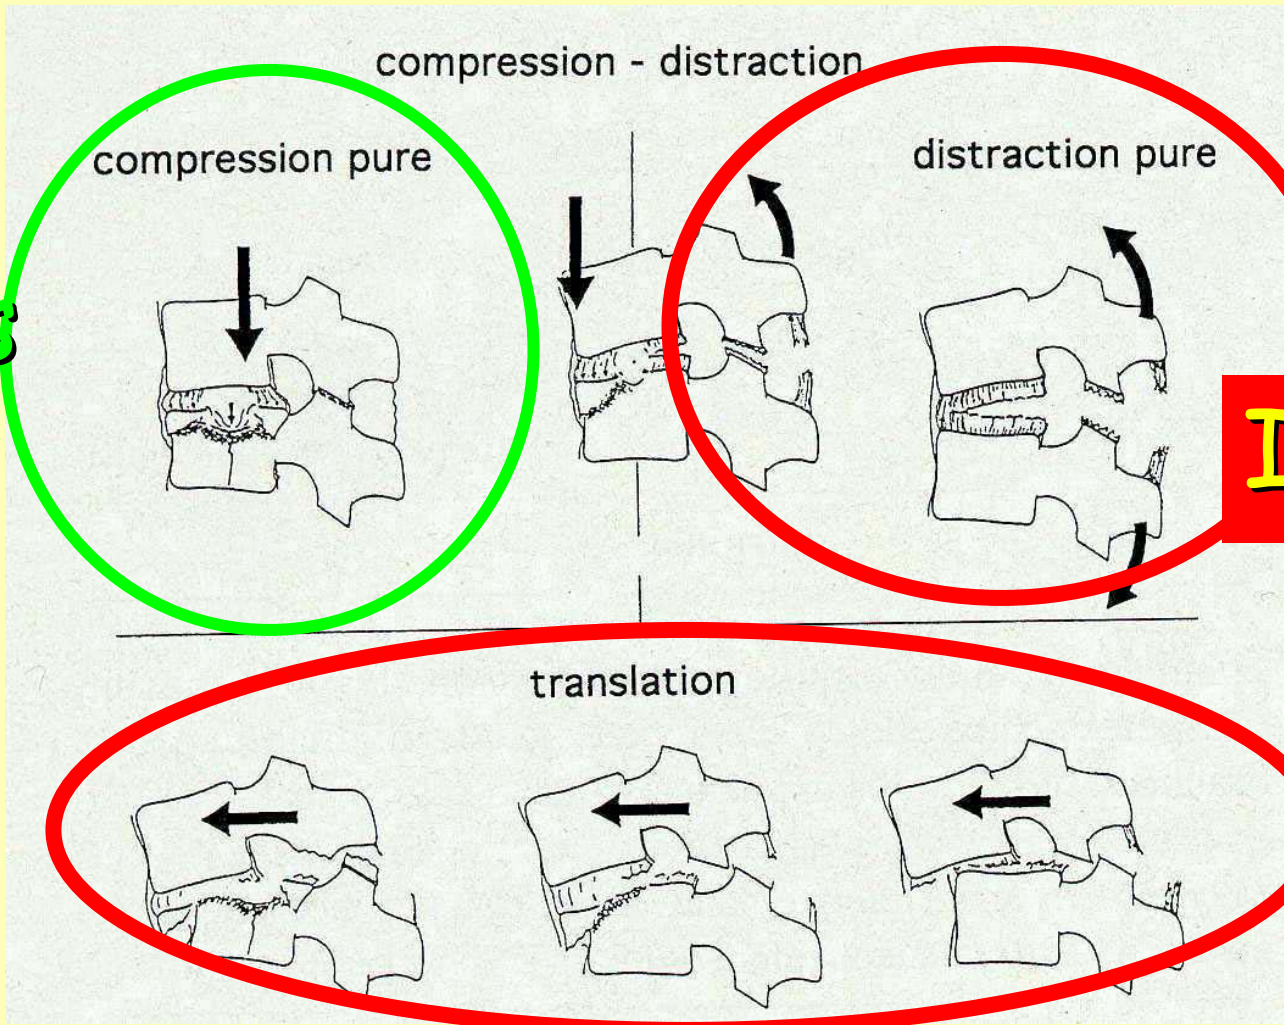 compression - distraction
compression pure
distraction pure
translation